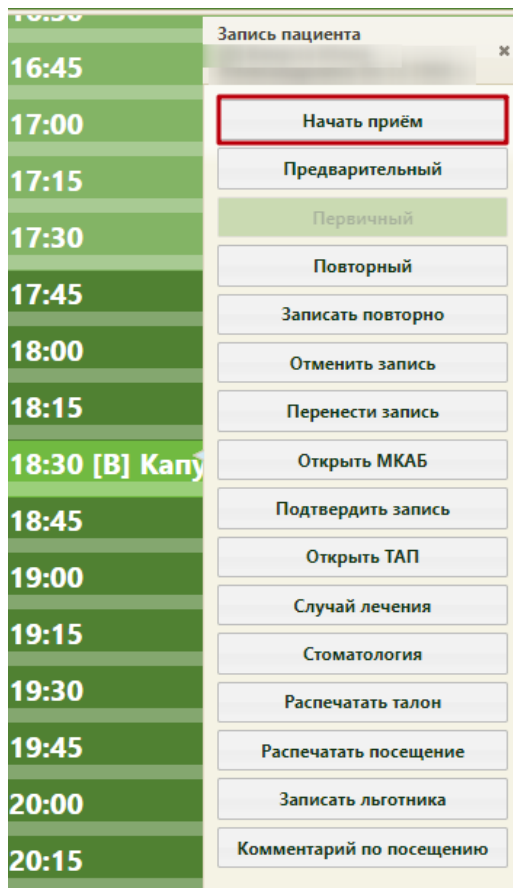 16:30
Запись пациента
16:45
17:00
Начать приём
Предварительный
17:15
Первичный
17:30
Повторный
17:45
Записать повторно
18:00
Отменить запись
18:15
Перенести запись
18:30 [В] Капу
Открыть МКАБ
Подтвердить запись
18:45
Открыть ТАП
19:00
Случай лечения
19:15
Стоматология
19:30
Распечатать талон
19:45
Распечатать посещение
20:00
Записать льготника
Комментарий по посещению
20:15